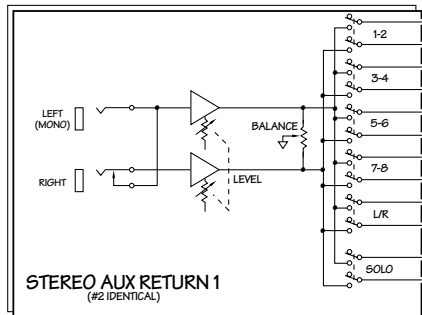 1-2
3-4
LEFT
(MONO)
BALANCE
5-6
7-8
RIGHT
LEVEL
L/R
SOLO
STEREO AUX RETURN 1
(#2 IDENTICAL)